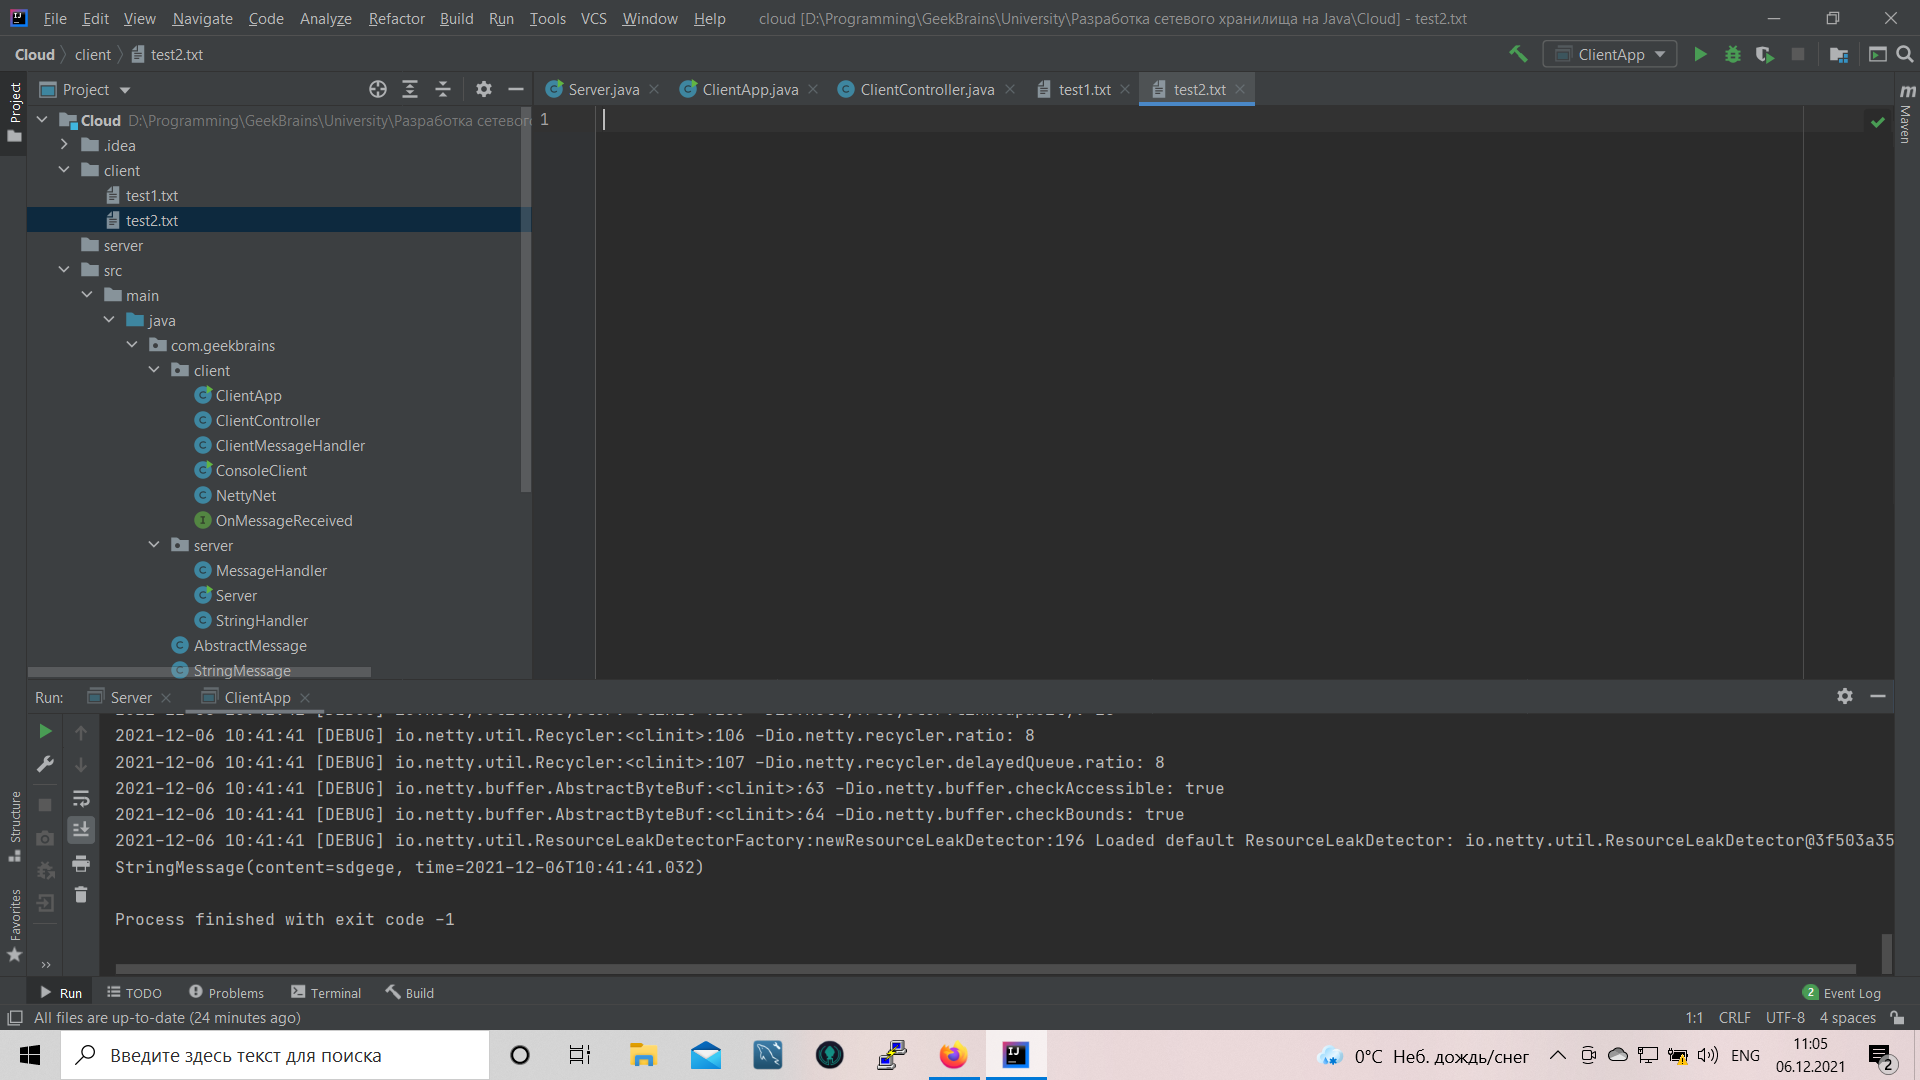 File Edit View Navigate Code Analyze Refactor Build Run Tools VCS Window Help cloud [D:\Programming\GeekBrains\University\Разработка сетевого хранилища на Java\Cloud] - test2.txt
Cloud client test2.txt ClientApp
Project Project Server.java ClientApp.java ClientController.java test1.txt test2.txt
Maven
Cloud D:\Programming\GeekBrains\University\Разработка сетевого
1
.idea
client
test1.txt
test2.txt
server
src
main
java
com.geekbrains
client
ClientApp
ClientController
ClientMessageHandler
ConsoleClient
NettyNet
OnMessageReceived
server
MessageHandler
Server
StringHandler
AbstractMessage
StringMessage
Run: Server ClientApp
2021-12-06 10:41:41 [DEBUG] io.netty.util.Recycler:<clinit>:106 -Dio.netty.recycler.ratio: 8
2021-12-06 10:41:41 [DEBUG] io.netty.util.Recycler:<clinit>:107 -Dio.netty.recycler.delayedQueue.ratio: 8
2021-12-06 10:41:41 [DEBUG] io.netty.buffer.AbstractByteBuf:<clinit>:63 -Dio.netty.buffer.checkAccessible: true
2021-12-06 10:41:41 [DEBUG] io.netty.buffer.AbstractByteBuf:<clinit>:64 -Dio.netty.buffer.checkBounds: true
2021-12-06 10:41:41 [DEBUG] io.netty.util.ResourceLeakDetectorFactory:newResourceLeakDetector:196 Loaded default ResourceLeakDetector: io.netty.util.ResourceLeakDetector@3f503a35
StringMessage(content=sdgege, time=2021-12-06T10:41:41.032)
Process finished with exit code -1
Structure
Favorites
Run TODO Problems Terminal Build 2 Event Log
All files are up-to-date (24 minutes ago) 1:1 CRLF UTF-8 4 spaces
Введите здесь текст для поиска 0°C Неб. дождь/снег ENG 11:05
06.12.2021 2